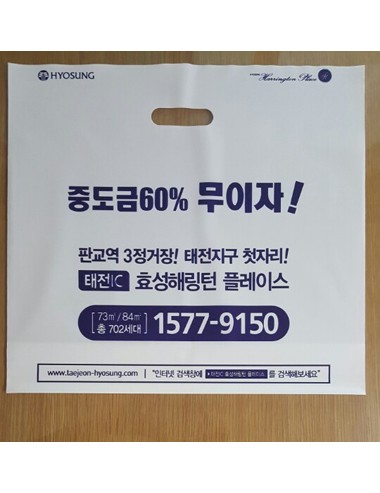 HYOSUNG
Harrington Place
중도금60% 무이자!
판교역 3정거장! 태전지구 첫자리!
태전IC 효성해링턴 플레이스
[73㎡/84㎡ 총 702세대] 1577-9150
www.taejeon-hyosung.com | "인터넷 검색창에 태전IC 효성해링턴 플레이스 를 검색해보세요"